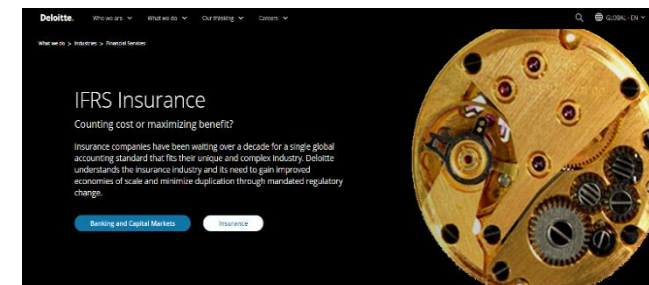 Deloitte. Who we are What we do Our thinking Careers GLOBAL - EN
What we do > Industries > Financial Services
IFRS Insurance
Counting cost or maximizing benefit?
Insurance companies have been waiting over a decade for a single global
accounting standard that fits their unique and complex industry. Deloitte
understands the insurance industry and its need to gain improved
economies of scale and minimize duplication through mandated regulatory
change.
Banking and Capital Markets Insurance